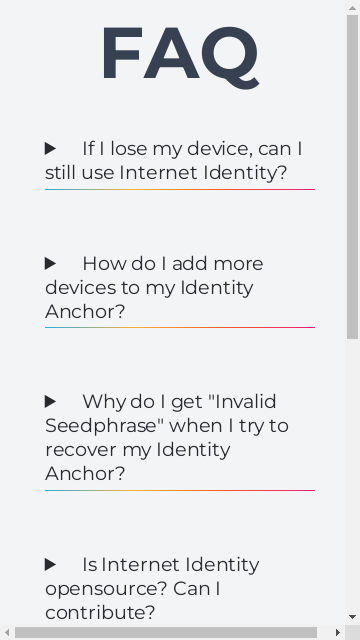 FAQ
If I lose my device, can I
still use Internet Identity?
How do I add more
devices to my Identity
Anchor?
Why do I get "Invalid
Seedphrase" when I try to
recover my Identity
Anchor?
Is Internet Identity
opensource? Can I
contribute?